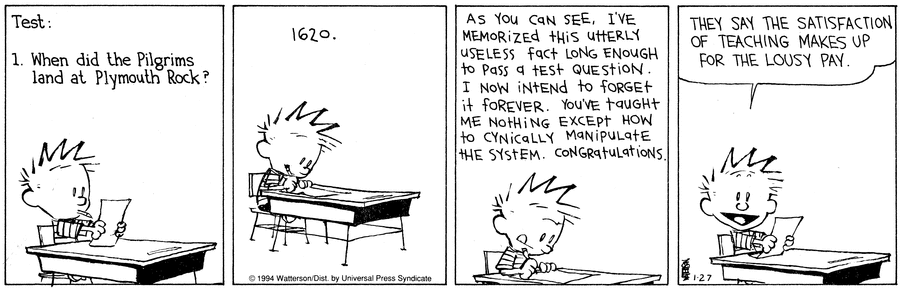 Test:
1. When did the Pilgrims
land at Plymouth Rock?
1620.
© 1994 Watterson/Dist. by Universal Press Syndicate
AS YOU CAN SEE, I'VE
MEMORIZED THIS UTTERLY
USELESS FACT LONG ENOUGH
TO PASS A TEST QUESTION.
I NOW INTEND TO FORGET
IT FOREVER. YOU'VE TAUGHT
ME NOTHING EXCEPT HOW
TO CYNICALLY MANIPULATE
THE SYSTEM. CONGRATULATIONS.
THEY SAY THE SATISFACTION
OF TEACHING MAKES UP
FOR THE LOUSY PAY.
WATTERSON
1-27